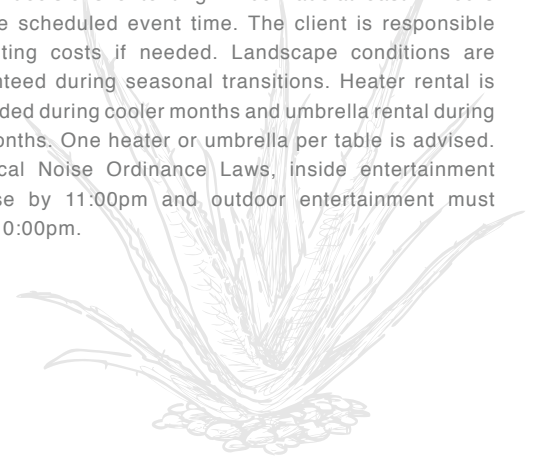 e scheduled event time. The client is responsible
ting costs if needed. Landscape conditions are
nteed during seasonal transitions. Heater rental is
ded during cooler months and umbrella rental during
onths. One heater or umbrella per table is advised.
cal Noise Ordinance Laws, inside entertainment
se by 11:00pm and outdoor entertainment must
0:00pm.